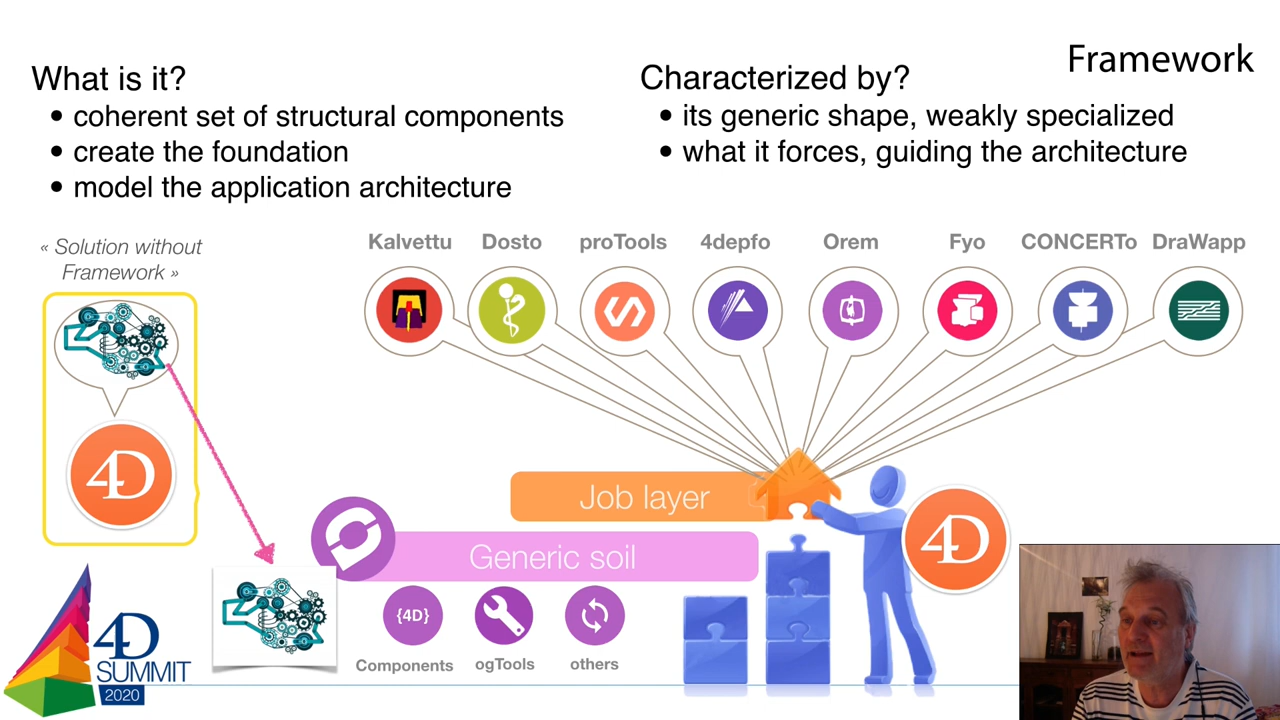 Framework
What is it?
• coherent set of structural components
• create the foundation
• model the application architecture
Characterized by?
• its generic shape, weakly specialized
• what it forces, guiding the architecture
« Solution without
Framework »
4D
Kalvettu
Dosto
proTools
4depfo
Orem
Fyo
CONCERTo
DraWapp
Job layer
Generic soil
4D
{4D}
Components
ogTools
others
4D
SUMMIT
2020